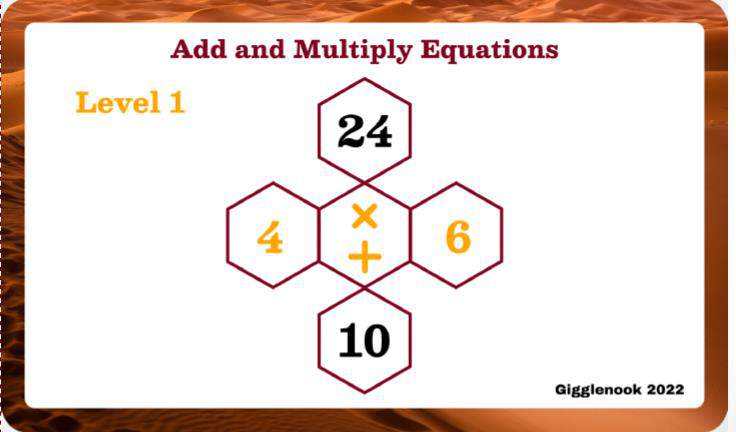 Add and Multiply Equations
Level 1
24
4 × 6
+
10
Gigglenook 2022